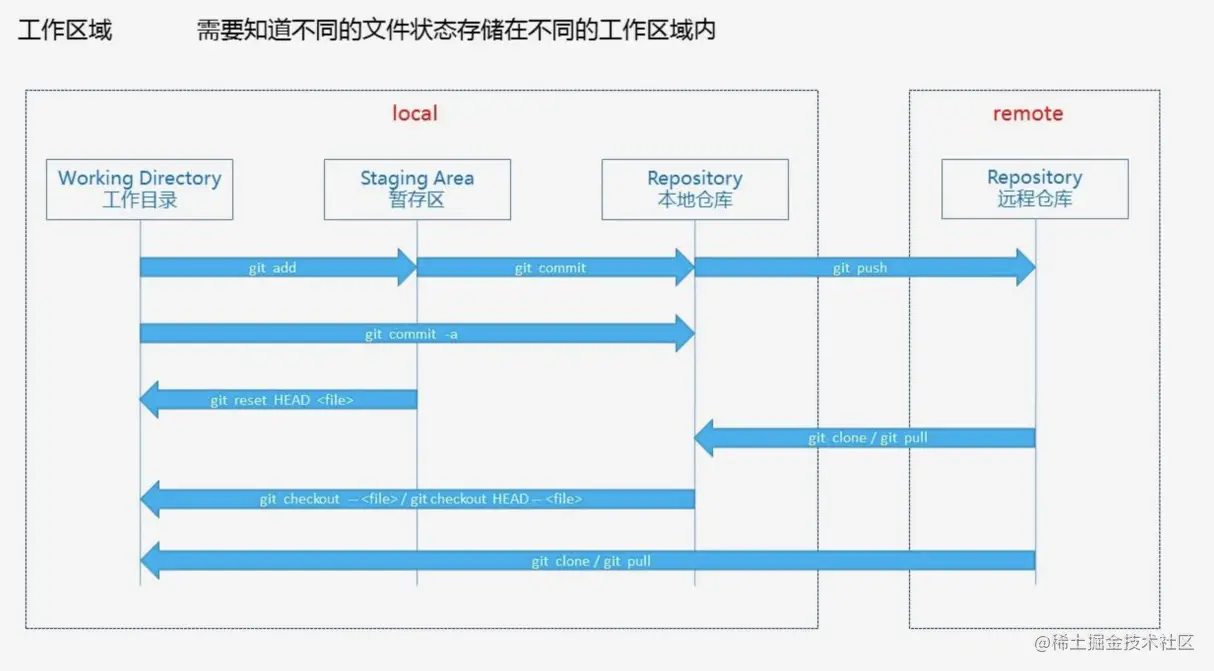 工作区域 需要知道不同的文件状态存储在不同的工作区域内
local
remote
Working Directory
工作目录
Staging Area
暂存区
Repository
本地仓库
Repository
远程仓库
git add
git commit
git push
git commit -a
git reset HEAD <file>
git clone / git pull
git checkout -- <file> / git checkout HEAD -- <file>
git clone / git pull
@稀土掘金技术社区